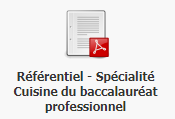 Référentiel - Spécialité
Cuisine du baccalauréat
professionnel